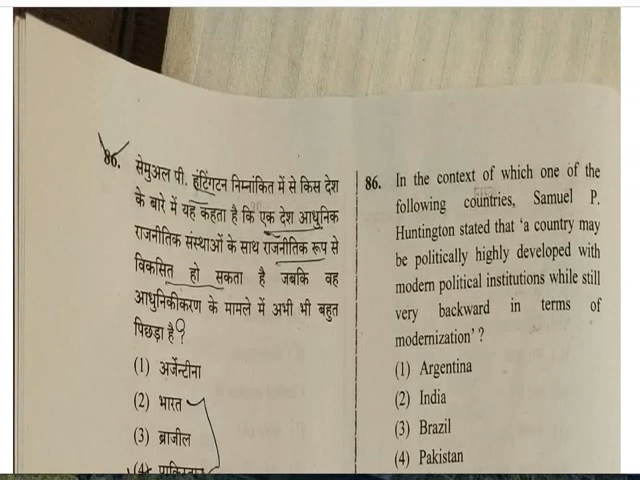 86. सेमुअल पी. हंटिंगटन निम्नांकित में से किस देश
के बारे में यह कहता है कि एक देश आधुनिक
राजनीतिक संस्थाओं के साथ राजनीतिक रूप से
विकसित हो सकता है जबकि वह
आधुनिकीकरण के मामले में अभी भी बहुत
पिछड़ा है?
(1) अर्जेन्टीना
(2) भारत
(3) ब्राजील
(4) पाकिस्तान
86. In the context of which one of the
following countries, Samuel P.
Huntington stated that ‘a country may
be politically highly developed with
modern political institutions while still
very backward in terms of
modernization’ ?
(1) Argentina
(2) India
(3) Brazil
(4) Pakistan